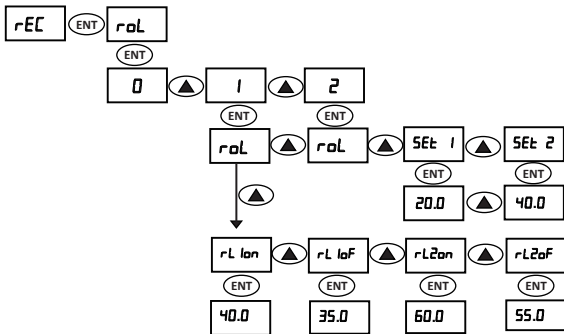 rEC ENT roL
ENT
0 1 2
ENT ENT
roL roL SEt 1 SEt 2
ENT ENT
20.0 40.0
rL 1on rL 1oF rL2on rL2oF
ENT ENT ENT ENT
40.0 35.0 60.0 55.0